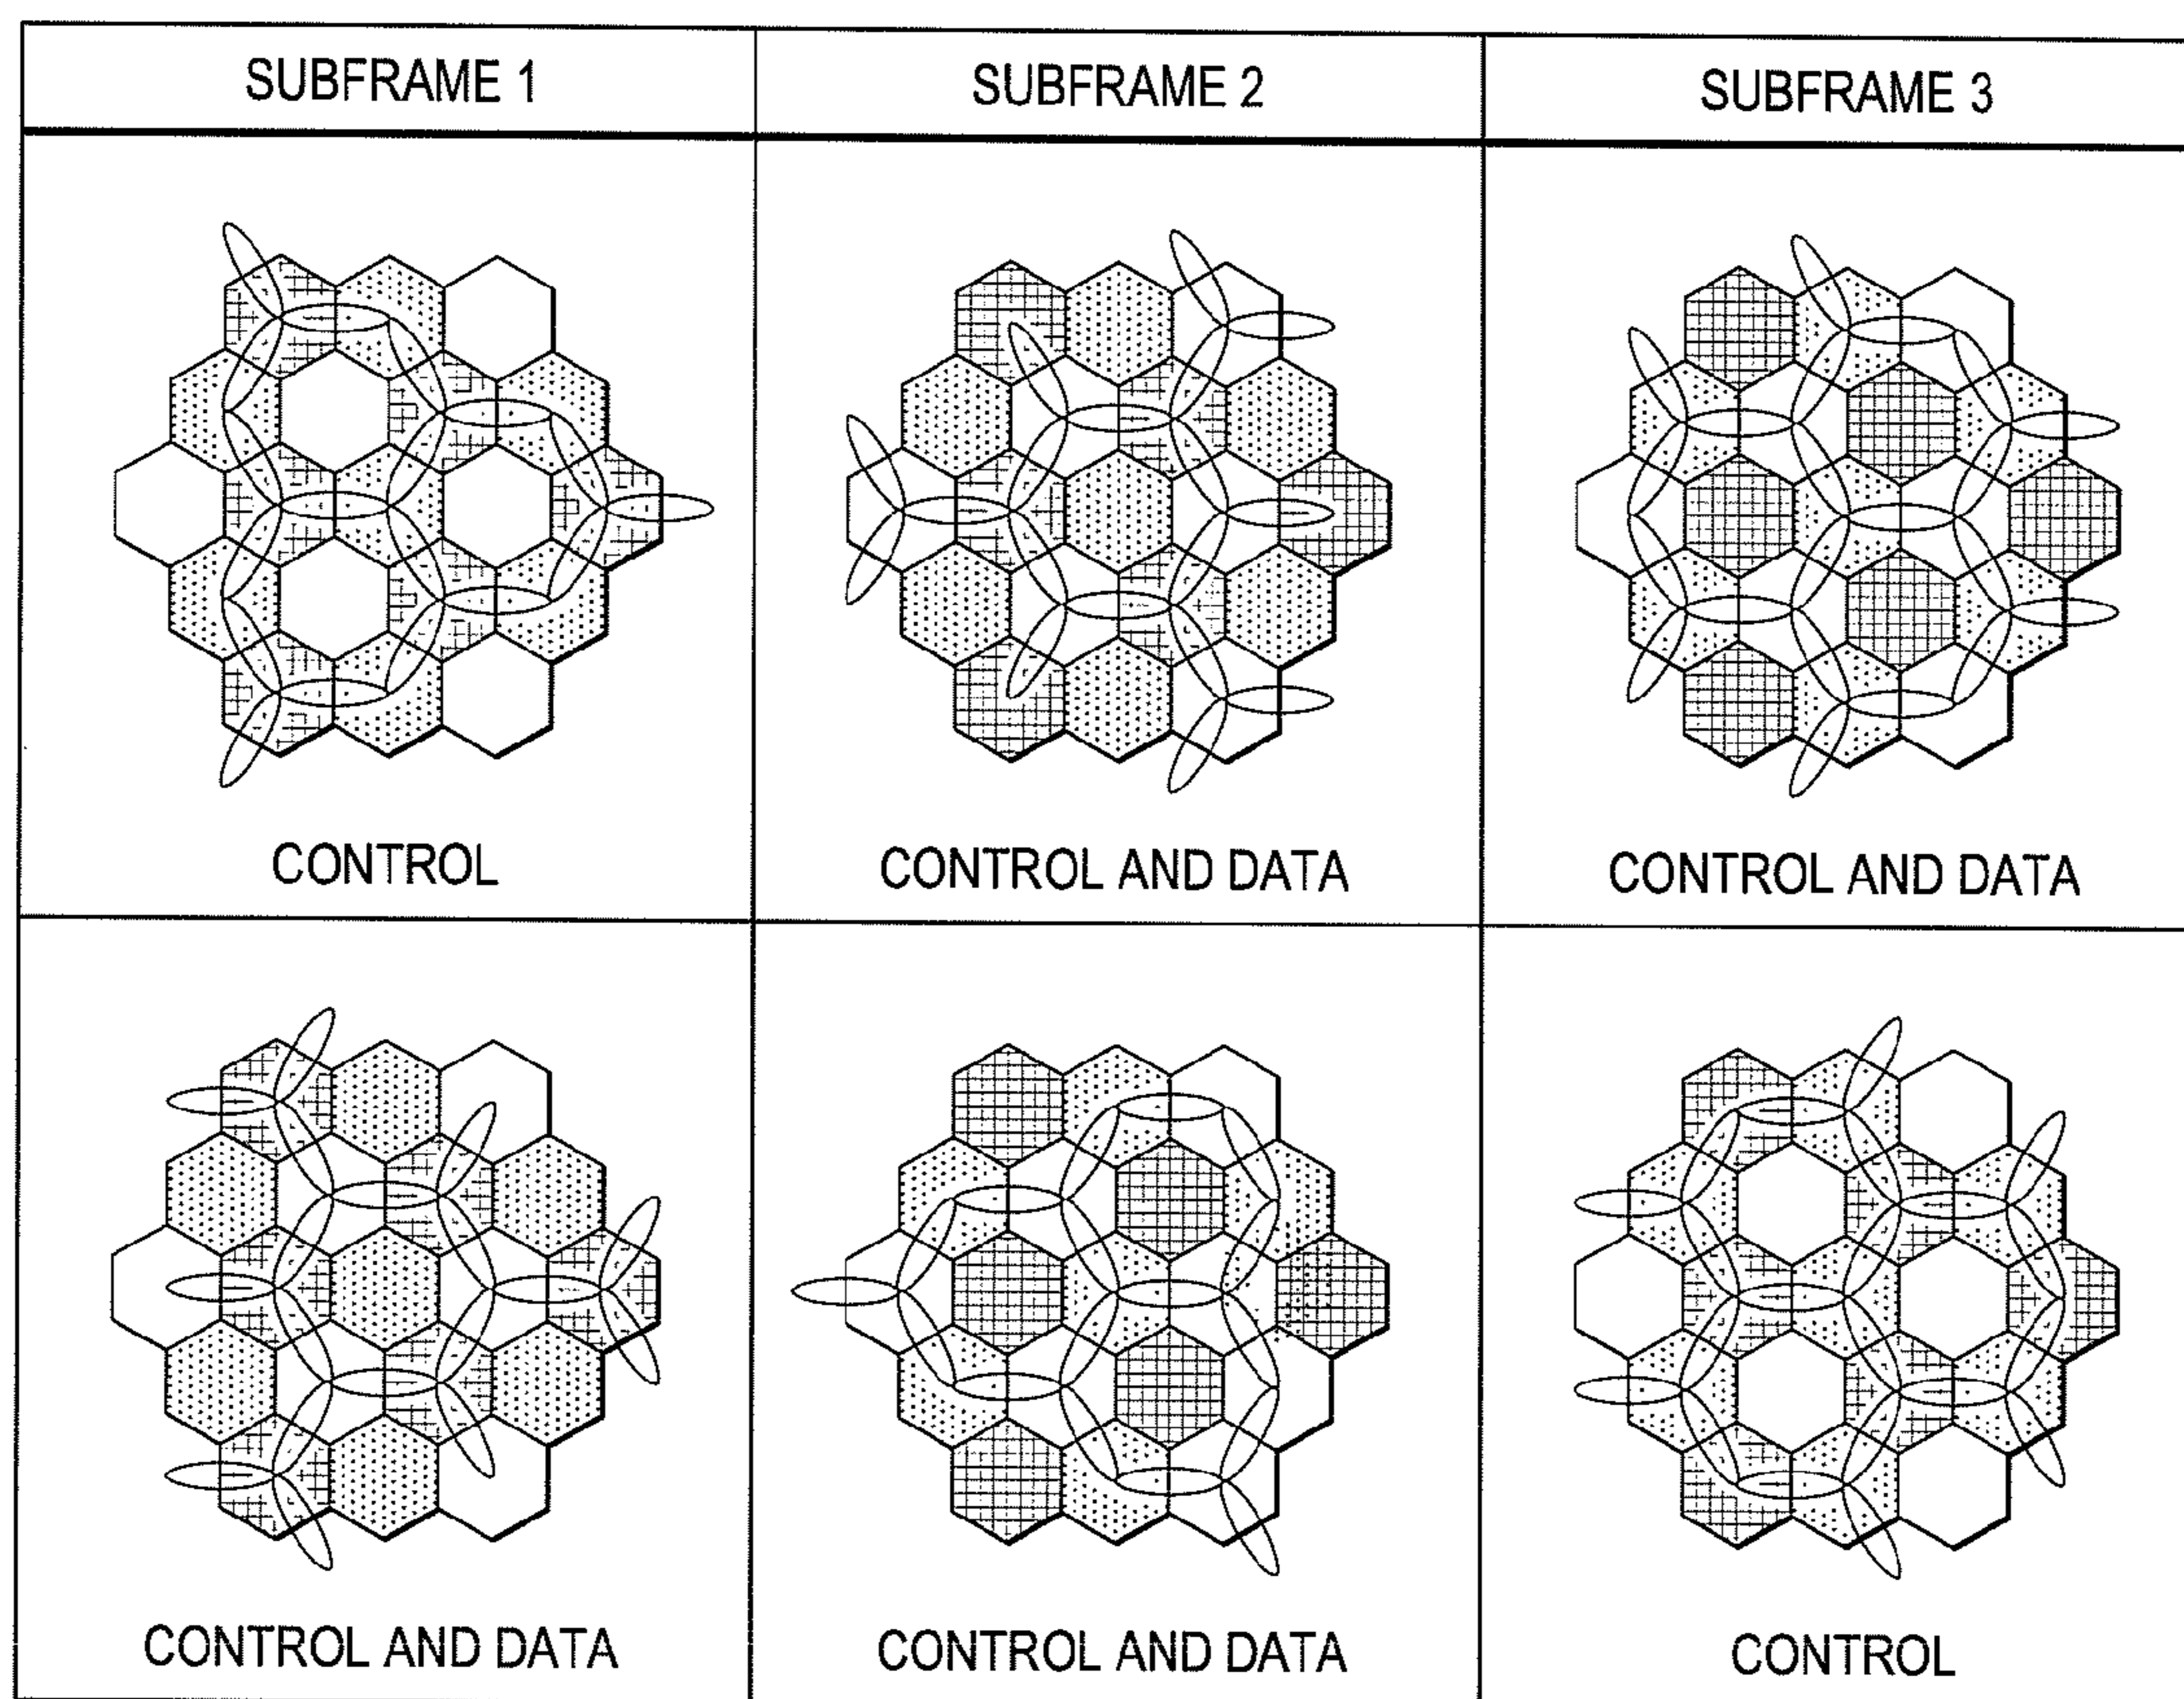 SUBFRAME 1
SUBFRAME 2
SUBFRAME 3
CONTROL
CONTROL AND DATA
CONTROL AND DATA
CONTROL AND DATA
CONTROL AND DATA
CONTROL